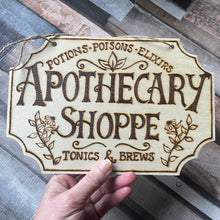 POTIONS·POISONS·ELIXIRS
APOTHECARY
SHOPPE
TONICS & BREWS